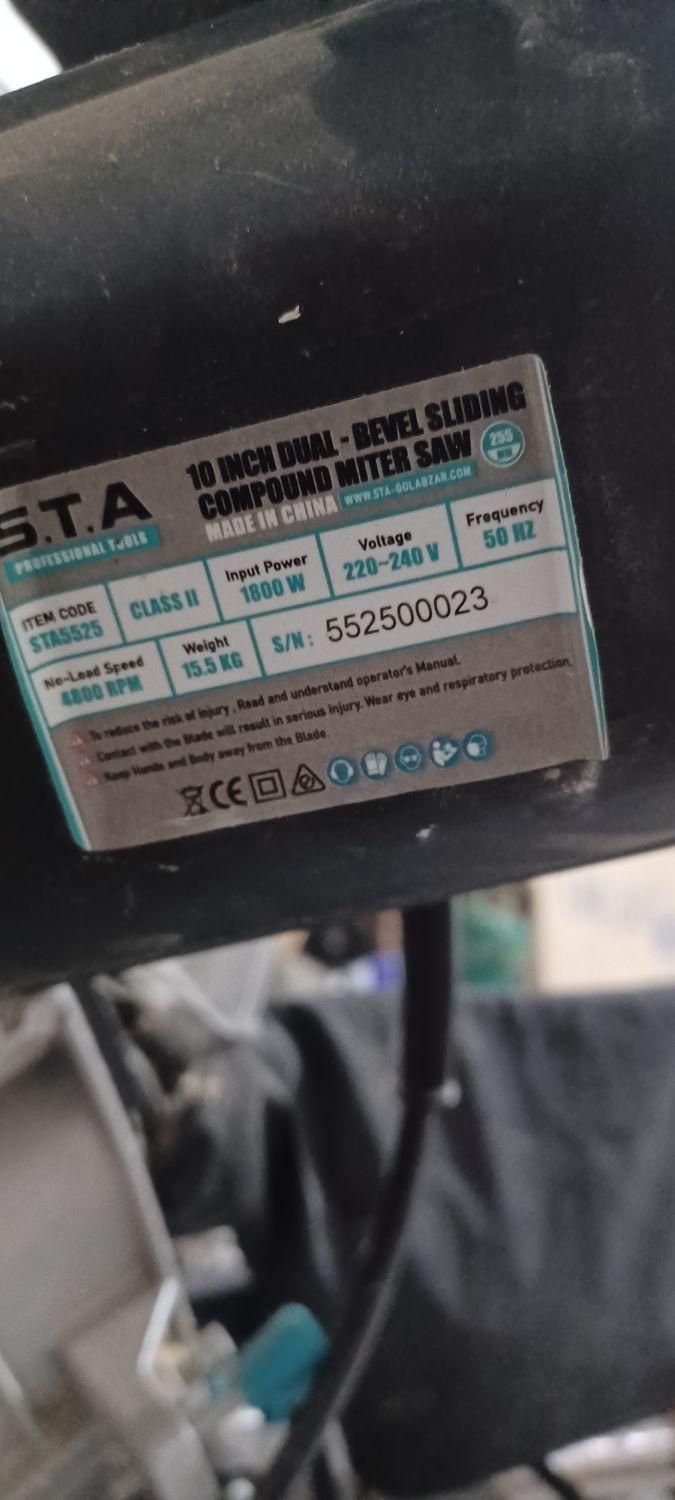 S.T.A
PROFESSIONAL TOOLS
10 INCH DUAL - BEVEL SLIDING
COMPOUND MITER SAW
255
MM
MADE IN CHINA
WWW.STA-GOLABZAR.COM
ITEM CODE
STA5525
CLASS II
Input Power
1800 W
Voltage
220~240 V
Frequency
50 HZ
No-Load Speed
4800 RPM
Weight
15.5 KG
S/N: 552500023
To reduce the risk of injury , Read and understand operator's Manual.
Contact with the Blade will result in serious injury. Wear eye and respiratory protection.
Keep Hands and Body away from the Blade.
CE